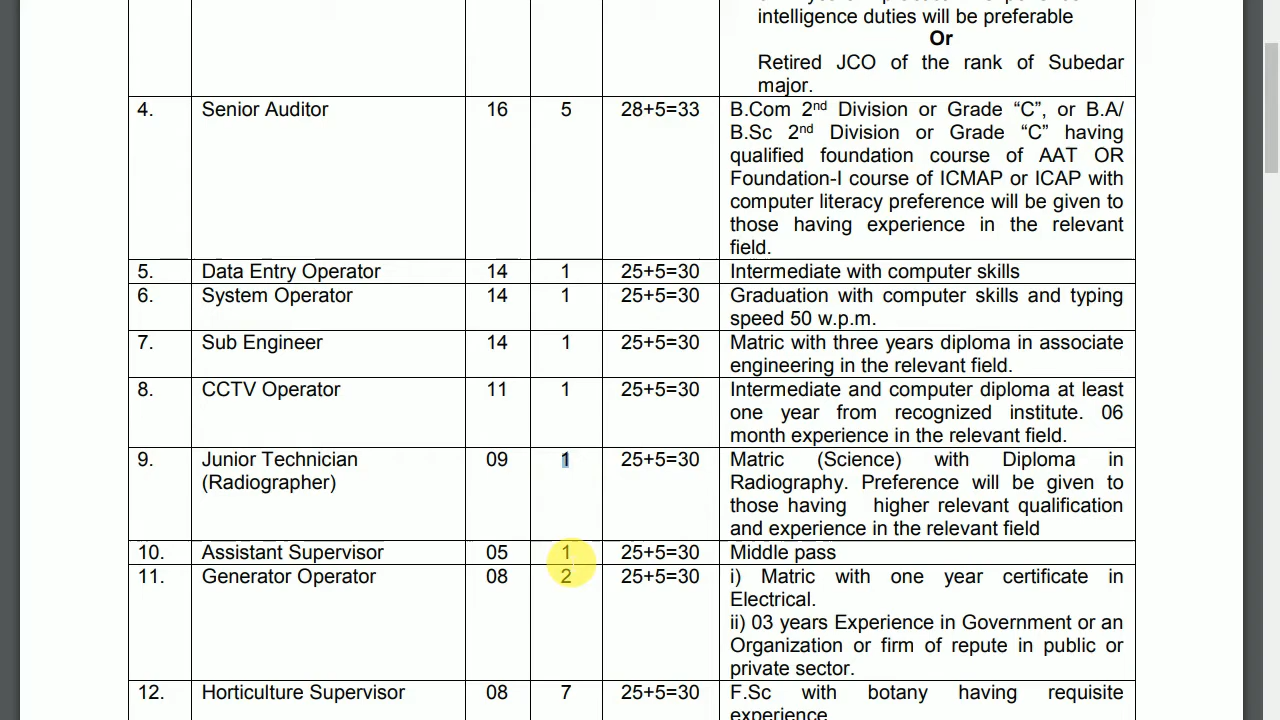 intelligence duties will be preferable
Or
Retired JCO of the rank of Subedar
major.
4. Senior Auditor 16 5 28+5=33 B.Com 2nd Division or Grade “C”, or B.A/
B.Sc 2nd Division or Grade “C” having
qualified foundation course of AAT OR
Foundation-I course of ICMAP or ICAP with
computer literacy preference will be given to
those having experience in the relevant
field.
5. Data Entry Operator 14 1 25+5=30 Intermediate with computer skills
6. System Operator 14 1 25+5=30 Graduation with computer skills and typing
speed 50 w.p.m.
7. Sub Engineer 14 1 25+5=30 Matric with three years diploma in associate
engineering in the relevant field.
8. CCTV Operator 11 1 25+5=30 Intermediate and computer diploma at least
one year from recognized institute. 06
month experience in the relevant field.
9. Junior Technician 09 1 25+5=30 Matric (Science) with Diploma in
(Radiographer) Radiography. Preference will be given to
those having higher relevant qualification
and experience in the relevant field
10. Assistant Supervisor 05 1 25+5=30 Middle pass
11. Generator Operator 08 2 25+5=30 i) Matric with one year certificate in
Electrical.
ii) 03 years Experience in Government or an
Organization or firm of repute in public or
private sector.
12. Horticulture Supervisor 08 7 25+5=30 F.Sc with botany having requisite
experience